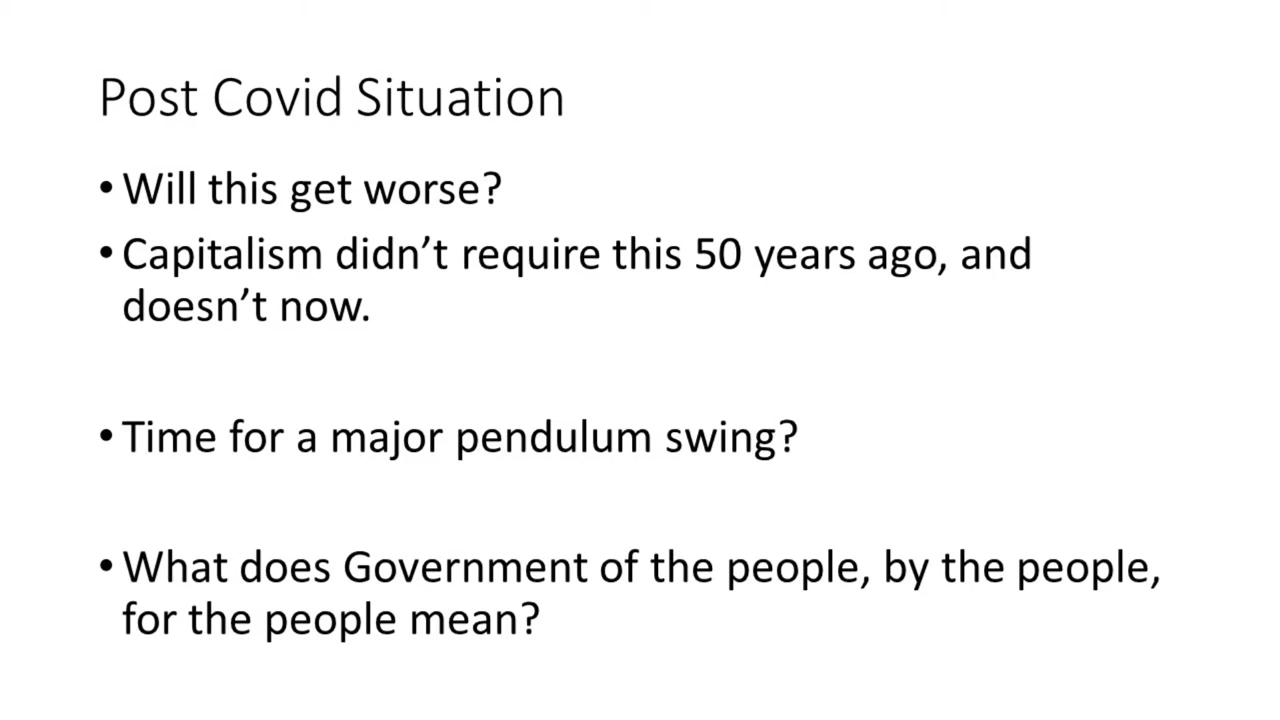 Post Covid Situation
• Will this get worse?
• Capitalism didn’t require this 50 years ago, and
doesn’t now.
• Time for a major pendulum swing?
• What does Government of the people, by the people,
for the people mean?